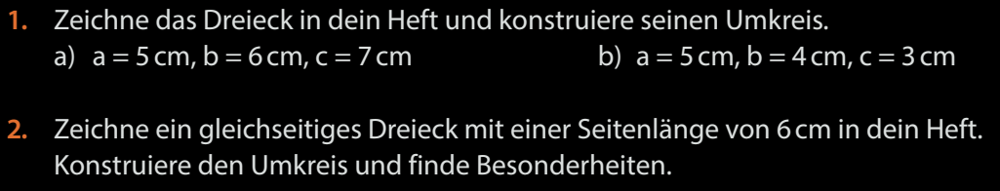 1. Zeichne das Dreieck in dein Heft und konstruiere seinen Umkreis.
a) a = 5 cm, b = 6 cm, c = 7 cm b) a = 5 cm, b = 4 cm, c = 3 cm
2. Zeichne ein gleichseitiges Dreieck mit einer Seitenlänge von 6 cm in dein Heft.
Konstruiere den Umkreis und finde Besonderheiten.